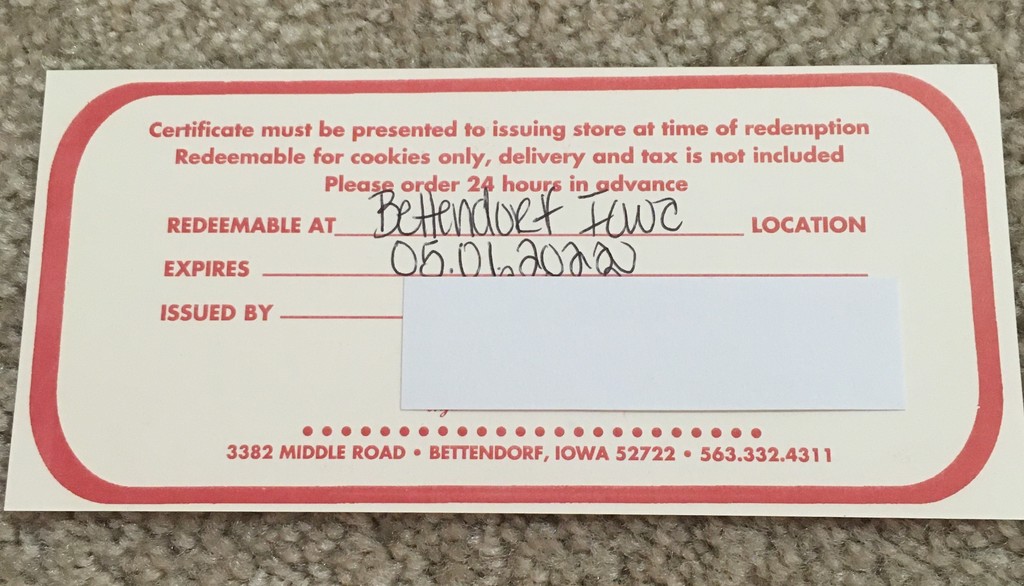 Certificate must be presented to issuing store at time of redemption
Redeemable for cookies only, delivery and tax is not included
Please order 24 hours in advance
REDEEMABLE AT Bettendorf Iowa LOCATION
EXPIRES 05.01.2022
ISSUED BY
3382 MIDDLE ROAD • BETTENDORF, IOWA 52722 • 563.332.4311